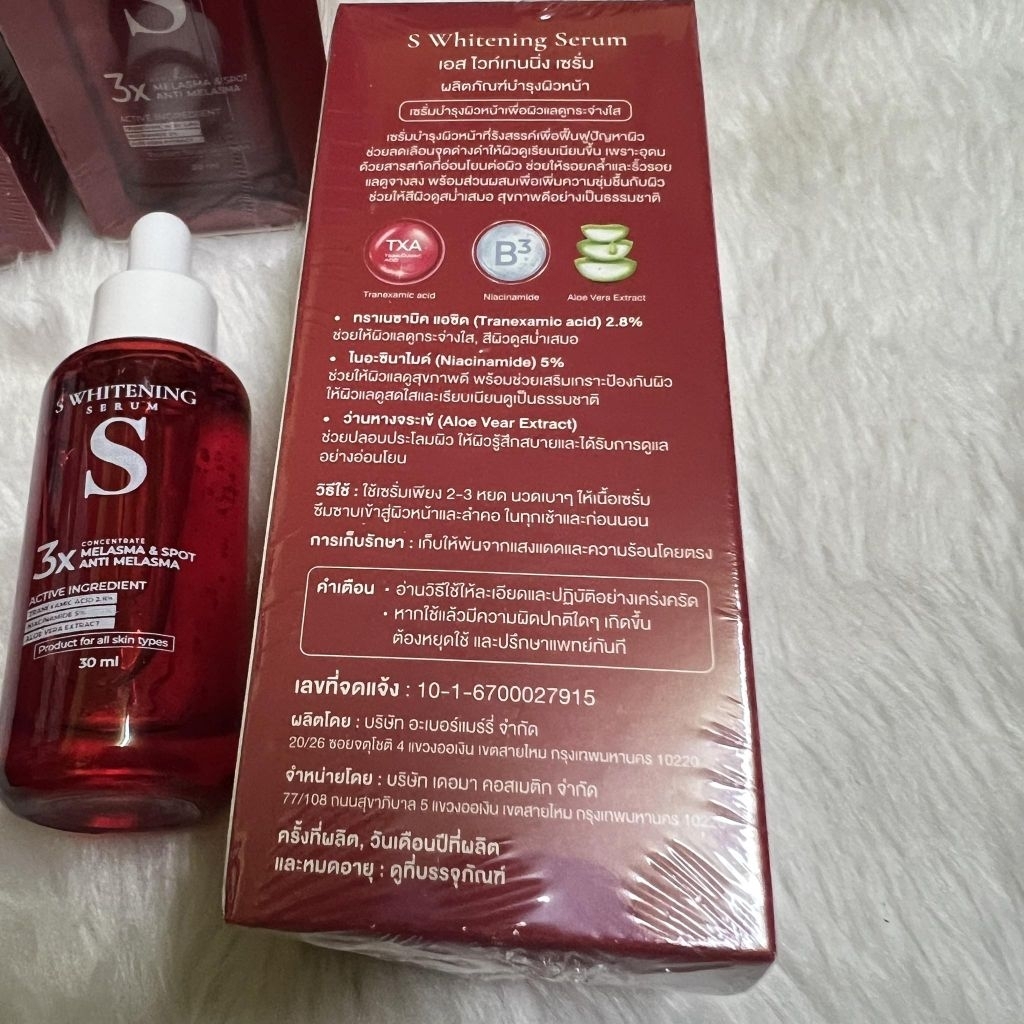 S
3x MELASMA & SPOT
ANTI MELASMA
ACTIVE INGREDIENT
S WHITENING
SERUM
S
3x
CONCENTRATE
MELASMA & SPOT
ANTI MELASMA
ACTIVE INGREDIENT
TRANEXAMIC ACID 2.8%
NIACINAMIDE 5%
ALOE VERA EXTRACT
Product for all skin types
30 ml
S Whitening Serum
เอส ไวท์เทนนิ่ง เซรั่ม
ผลิตภัณฑ์บำรุงผิวหน้า
เซรั่มบำรุงผิวหน้าเพื่อผิวแลดูกระจ่างใส
เซรั่มบำรุงผิวหน้าที่รังสรรค์เพื่อฟื้นฟูปัญหาผิว
ช่วยลดเลือนจุดด่างดำให้ผิวดูเรียบเนียนขึ้น เพราะอุดม
ด้วยสารสกัดที่อ่อนโยนต่อผิว ช่วยให้รอยคล้ำและริ้วรอย
แลดูจางลง พร้อมส่วนผสมเพื่อเพิ่มความชุ่มชื้นกับผิว
ช่วยให้สีผิวดูสม่ำเสมอ สุขภาพดีอย่างเป็นธรรมชาติ
TXA
TRANEXAMIC
ACID
B3
Tranexamic acid
Niacinamide
Aloe Vera Extract
• ทราเนซามิค แอซิด (Tranexamic acid) 2.8%
ช่วยให้ผิวแลดูกระจ่างใส, สีผิวดูสม่ำเสมอ
• ไนอะซินาไมด์ (Niacinamide) 5%
ช่วยให้ผิวแลดูสุขภาพดี พร้อมช่วยเสริมเกราะป้องกันผิว
ให้ผิวแลดูสดใสและเรียบเนียนดูเป็นธรรมชาติ
• ว่านหางจระเข้ (Aloe Vear Extract)
ช่วยปลอบประโลมผิว ให้ผิวรู้สึกสบายและได้รับการดูแล
อย่างอ่อนโยน
วิธีใช้ : ใช้เซรั่มเพียง 2-3 หยด นวดเบาๆ ให้เนื้อเซรั่ม
ซึมซาบเข้าสู่ผิวหน้าและลำคอ ในทุกเช้าและก่อนนอน
การเก็บรักษา : เก็บให้พ้นจากแสงแดดและความร้อนโดยตรง
คำเตือน • อ่านวิธีใช้ให้ละเอียดและปฏิบัติอย่างเคร่งครัด
• หากใช้แล้วมีความผิดปกติใดๆ เกิดขึ้น
ต้องหยุดใช้ และปรึกษาแพทย์ทันที
เลขที่จดแจ้ง : 10-1-6700027915
ผลิตโดย : บริษัท อะเบอร์แมร์รี่ จำกัด
20/26 ซอยจตุโชติ 4 แขวงออเงิน เขตสายไหม กรุงเทพมหานคร 10220
จำหน่ายโดย : บริษัท เดอมา คอสเมติก จำกัด
77/108 ถนนสุขาภิบาล 5 แขวงออเงิน เขตสายไหม กรุงเทพมหานคร
ครั้งที่ผลิต, วันเดือนปีที่ผลิต
และหมดอายุ : ดูที่บรรจุภัณฑ์